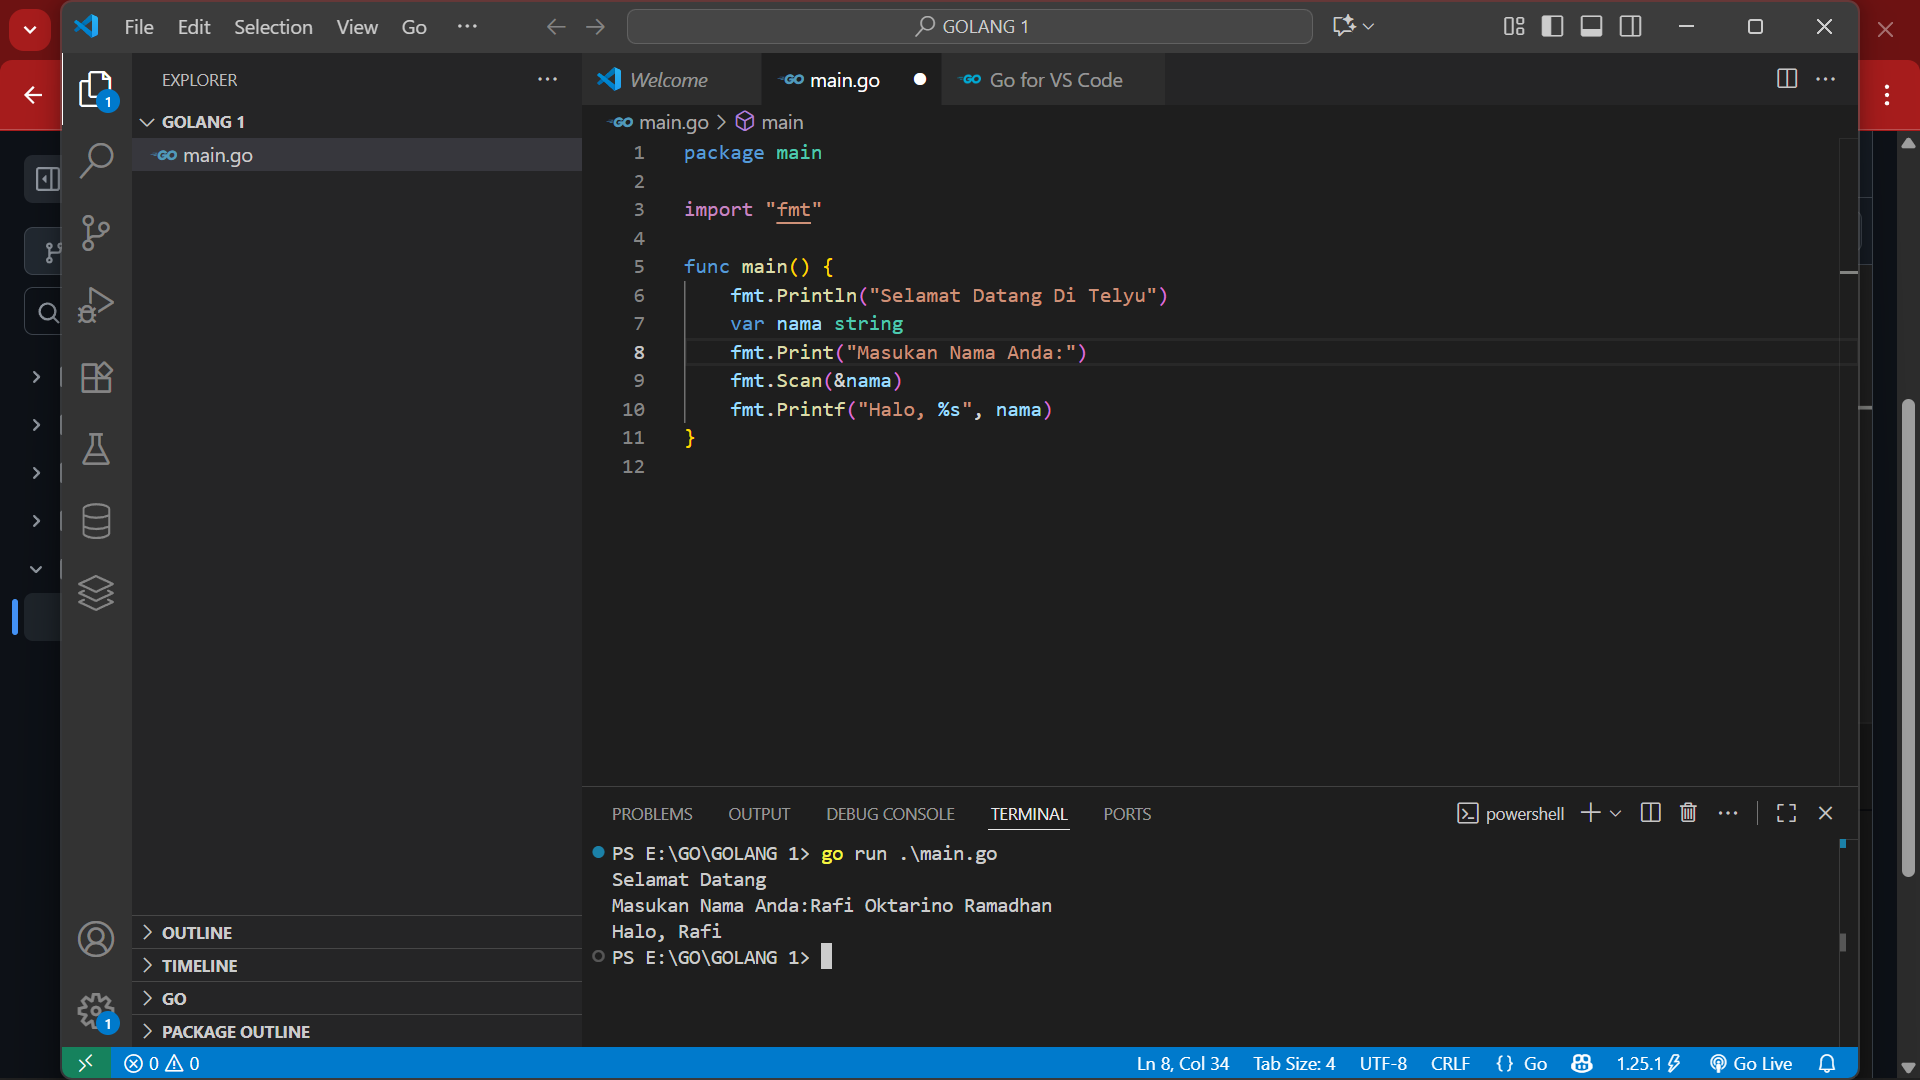 File Edit Selection View Go ··· GOLANG 1
EXPLORER ···
Welcome main.go Go for VS Code ···
1
GOLANG 1
main.go
main.go > main
1 package main
2
3 import "fmt"
4
5 func main() {
6 fmt.Println("Selamat Datang Di Telyu")
7 var nama string
8 fmt.Print("Masukan Nama Anda:")
9 fmt.Scan(&nama)
10 fmt.Printf("Halo, %s", nama)
11 }
12
PROBLEMS OUTPUT DEBUG CONSOLE TERMINAL PORTS powershell ···
PS E:\GO\GOLANG 1> go run .\main.go
Selamat Datang
Masukan Nama Anda:Rafi Oktarino Ramadhan
Halo, Rafi
PS E:\GO\GOLANG 1>
OUTLINE
TIMELINE
GO
PACKAGE OUTLINE
1
0 0 Ln 8, Col 34 Tab Size: 4 UTF-8 CRLF {} Go 1.25.1 Go Live